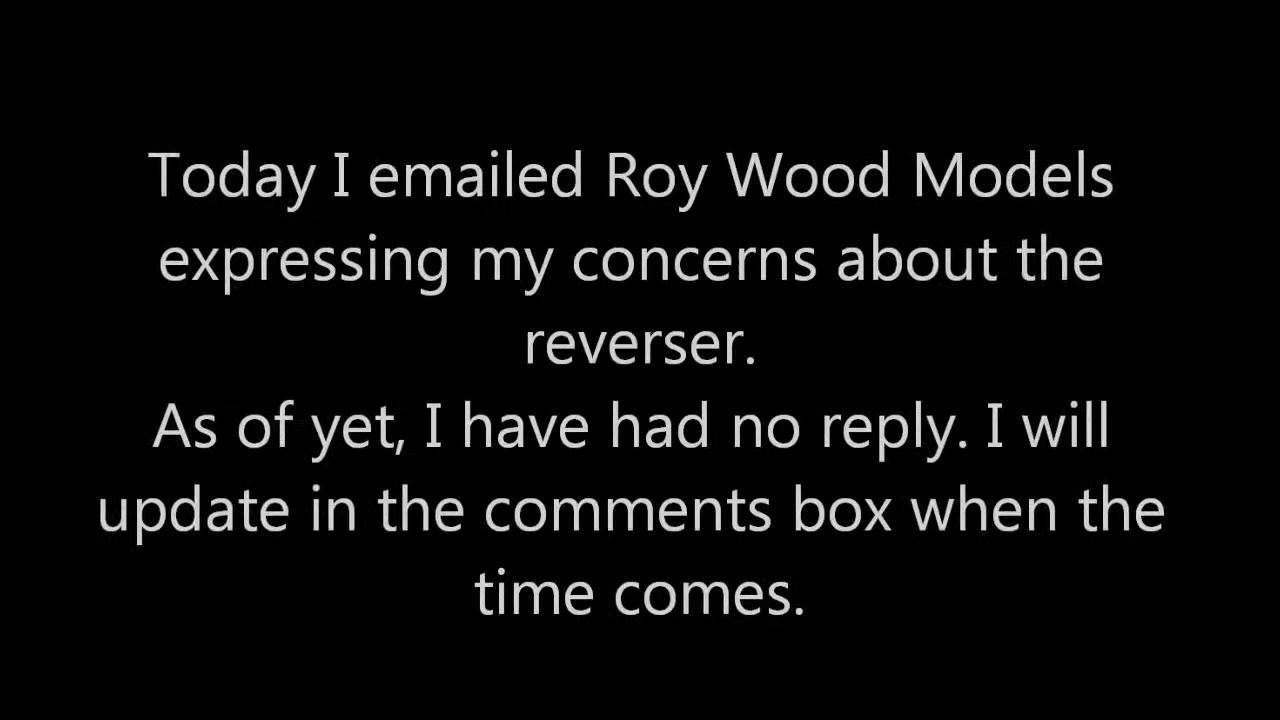 Today I emailed Roy Wood Models
expressing my concerns about the
reverser.
As of yet, I have had no reply. I will
update in the comments box when the
time comes.